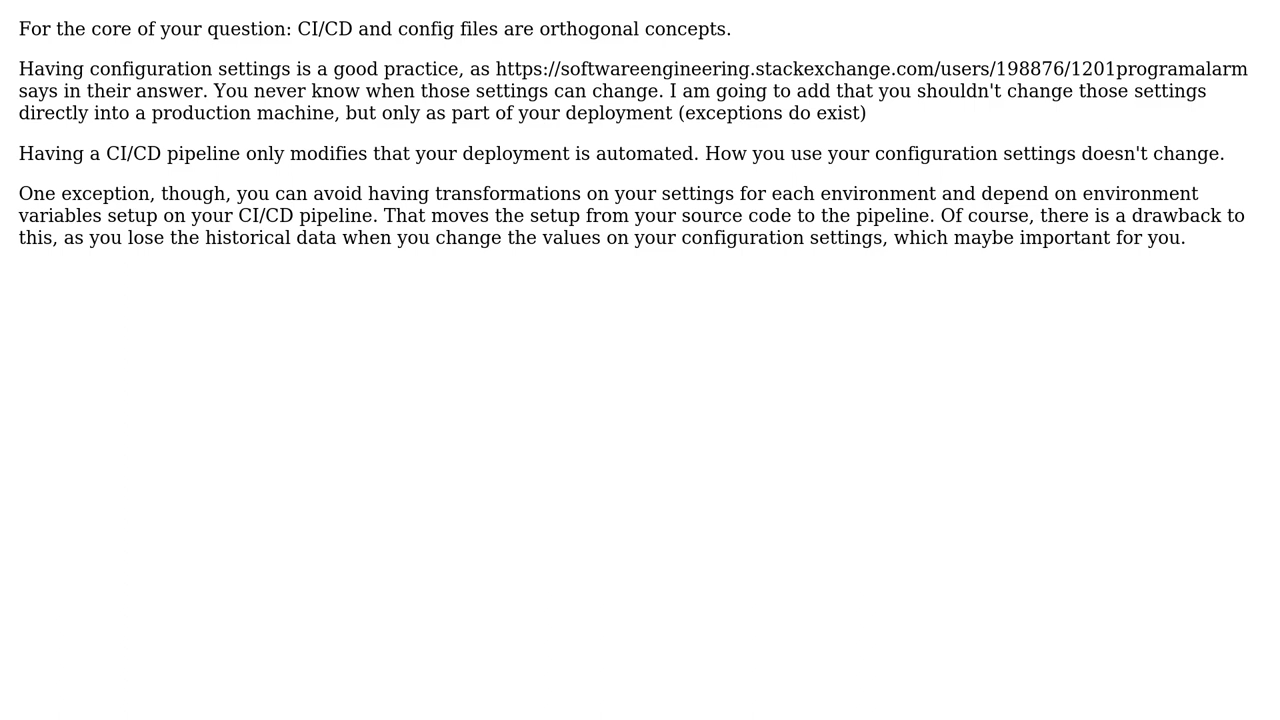 For the core of your question: CI/CD and config files are orthogonal concepts.
Having configuration settings is a good practice, as https://softwareengineering.stackexchange.com/users/198876/1201programalarm
says in their answer. You never know when those settings can change. I am going to add that you shouldn't change those settings
directly into a production machine, but only as part of your deployment (exceptions do exist)
Having a CI/CD pipeline only modifies that your deployment is automated. How you use your configuration settings doesn't change.
One exception, though, you can avoid having transformations on your settings for each environment and depend on environment
variables setup on your CI/CD pipeline. That moves the setup from your source code to the pipeline. Of course, there is a drawback to
this, as you lose the historical data when you change the values on your configuration settings, which maybe important for you.